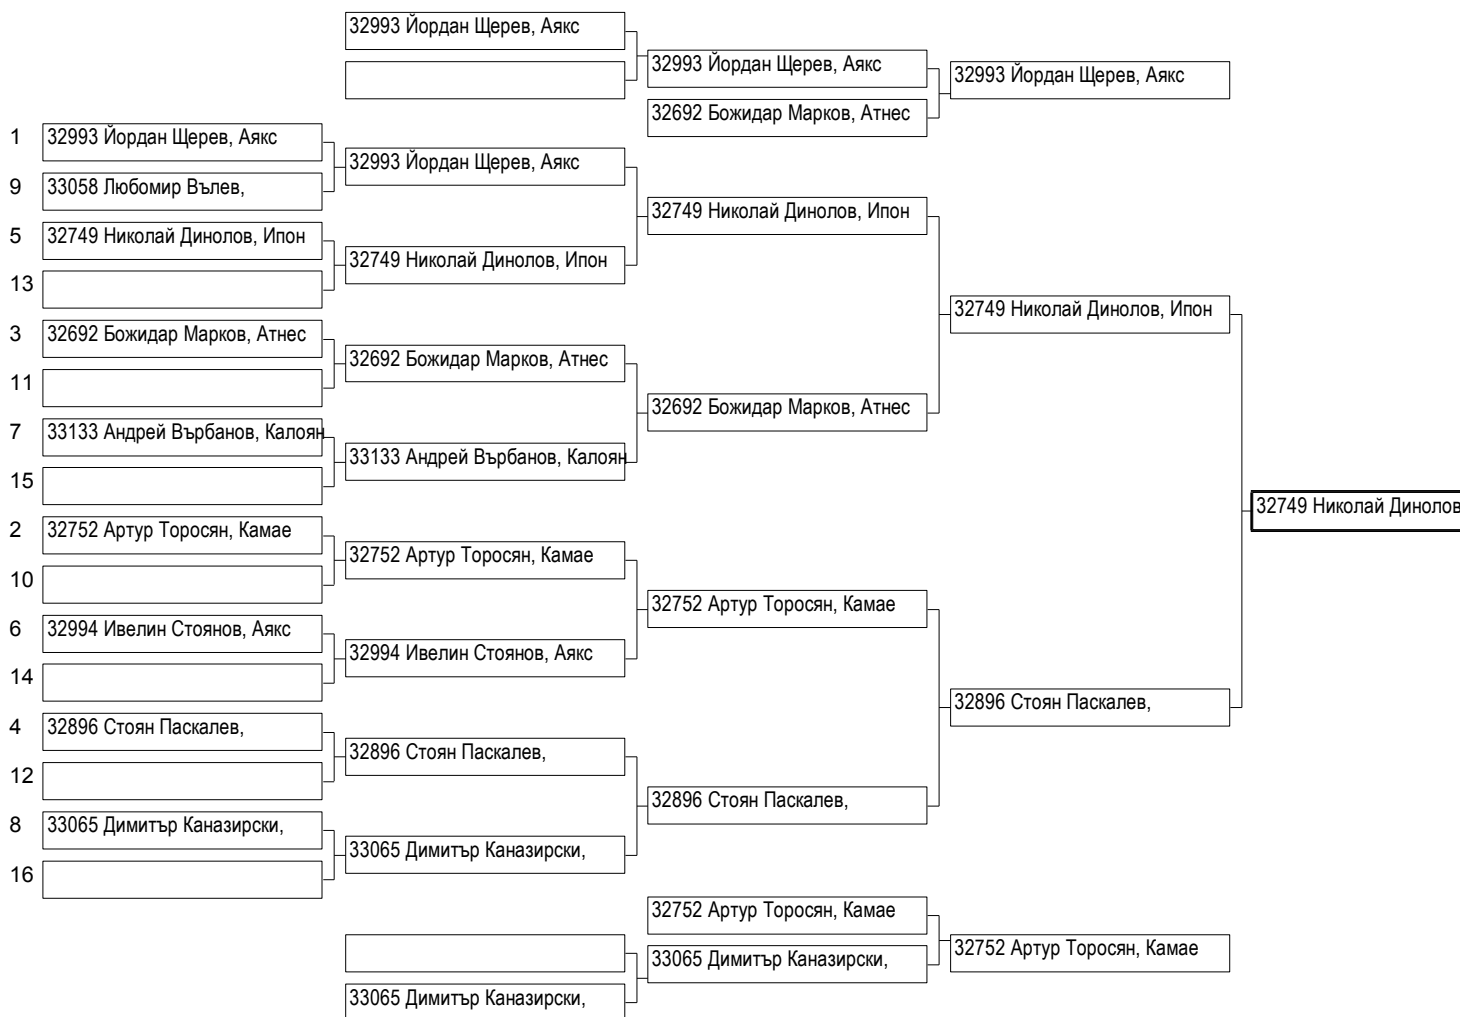 32993 Йордан Щерев, Аякс
32993 Йордан Щерев, Аякс
32993 Йордан Щерев, Аякс
32692 Божидар Марков, Атнес
1 32993 Йордан Щерев, Аякс
32993 Йордан Щерев, Аякс
9 33058 Любомир Вълев,
32749 Николай Динолов, Ипон
5 32749 Николай Динолов, Ипон
32749 Николай Динолов, Ипон
13
32749 Николай Динолов, Ипон
3 32692 Божидар Марков, Атнес
32692 Божидар Марков, Атнес
11
32692 Божидар Марков, Атнес
7 33133 Андрей Върбанов, Калоян
33133 Андрей Върбанов, Калоян
15
32749 Николай Динолов
2 32752 Артур Торосян, Камае
32752 Артур Торосян, Камае
10
32752 Артур Торосян, Камае
6 32994 Ивелин Стоянов, Аякс
32994 Ивелин Стоянов, Аякс
14
32896 Стоян Паскалев,
4 32896 Стоян Паскалев,
32896 Стоян Паскалев,
12
32896 Стоян Паскалев,
8 33065 Димитър Каназирски,
33065 Димитър Каназирски,
16
32752 Артур Торосян, Камае
32752 Артур Торосян, Камае
33065 Димитър Каназирски,
33065 Димитър Каназирски,